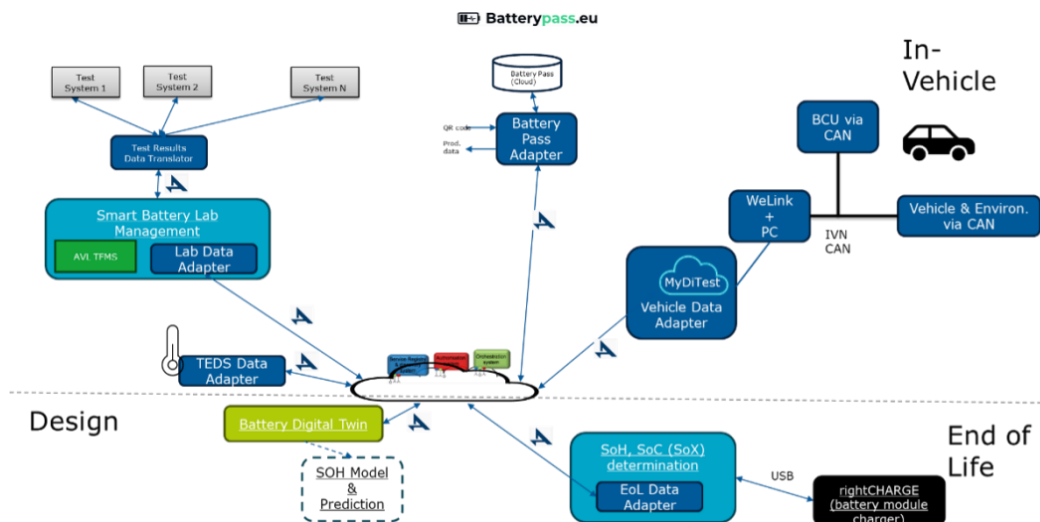 Batterypass.eu
In-
Vehicle
Test
System 1
Test
System 2
Test
System N
Battery Pass
(Cloud)
QR code
Prod.
data
Battery
Pass
Adapter
BCU via
CAN
Test Results
Data Translator
Smart Battery Lab
Management
AVL TFMS
Lab Data
Adapter
WeLink
+
PC
IVN
CAN
Vehicle & Environ.
via CAN
MyDiTest
Vehicle Data
Adapter
TEDS Data
Adapter
Orchestration
system
Design
Battery Digital Twin
SOH Model
&
Prediction
SoH, SoC (SoX)
determination
EoL Data
Adapter
USB
End of
Life
rightCHARGE
(battery module
charger)